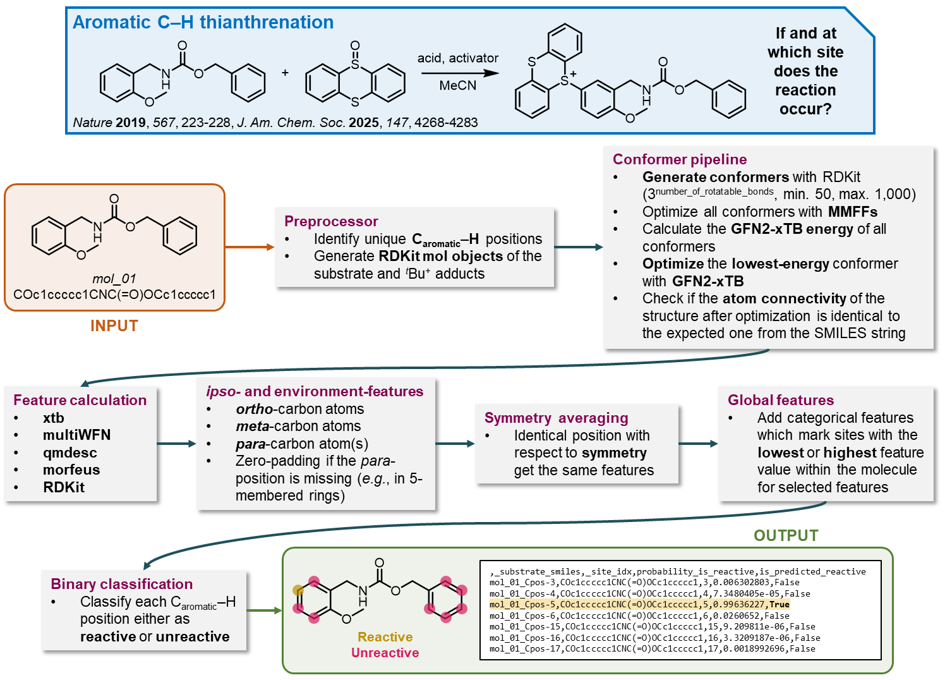 Aromatic C–H thianthrenation
O
N
H
O
O
+
O
S
S
acid, activator
MeCN
S
S
+
O
N
H
O
O
If and at
which site
does the
reaction
occur?
Nature 2019, 567, 223-228, J. Am. Chem. Soc. 2025, 147, 4268-4283
O
N
H
O
O
mol_01
COc1ccccc1CNC(=O)OCc1ccccc1
INPUT
Preprocessor
• Identify unique Caromatic–H positions
• Generate RDKit mol objects of the
substrate and tBu+ adducts
Conformer pipeline
• Generate conformers with RDKit
(3number_of_rotatable_bonds, min. 50, max. 1,000)
• Optimize all conformers with MMFFs
• Calculate the GFN2-xTB energy of all
conformers
• Optimize the lowest-energy conformer
with GFN2-xTB
• Check if the atom connectivity of the
structure after optimization is identical to
the expected one from the SMILES string
Feature calculation
• xtb
• multiWFN
• qmdesc
• morfeus
• RDKit
ipso- and environment-features
• ortho-carbon atoms
• meta-carbon atoms
• para-carbon atom(s)
• Zero-padding if the para-
position is missing (e.g., in 5-
membered rings)
Symmetry averaging
• Identical position with
respect to symmetry
get the same features
Global features
• Add categorical features
which mark sites with the
lowest or highest feature
value within the molecule
for selected features
Binary classification
• Classify each Caromatic–H
position either as
reactive or unreactive
OUTPUT
O
N
H
O
O
Reactive
Unreactive
,_substrate_smiles,_site_idx,probability_is_reactive,is_predicted_reactive
mol_01_Cpos-3,COc1ccccc1CNC(=O)OCc1ccccc1,3,0.006302803,False
mol_01_Cpos-4,COc1ccccc1CNC(=O)OCc1ccccc1,4,7.3480405e-05,False
mol_01_Cpos-5,COc1ccccc1CNC(=O)OCc1ccccc1,5,0.99636227,True
mol_01_Cpos-6,COc1ccccc1CNC(=O)OCc1ccccc1,6,0.0260652,False
mol_01_Cpos-15,COc1ccccc1CNC(=O)OCc1ccccc1,15,9.209811e-06,False
mol_01_Cpos-16,COc1ccccc1CNC(=O)OCc1ccccc1,16,3.3209187e-06,False
mol_01_Cpos-17,COc1ccccc1CNC(=O)OCc1ccccc1,17,0.0018992696,False